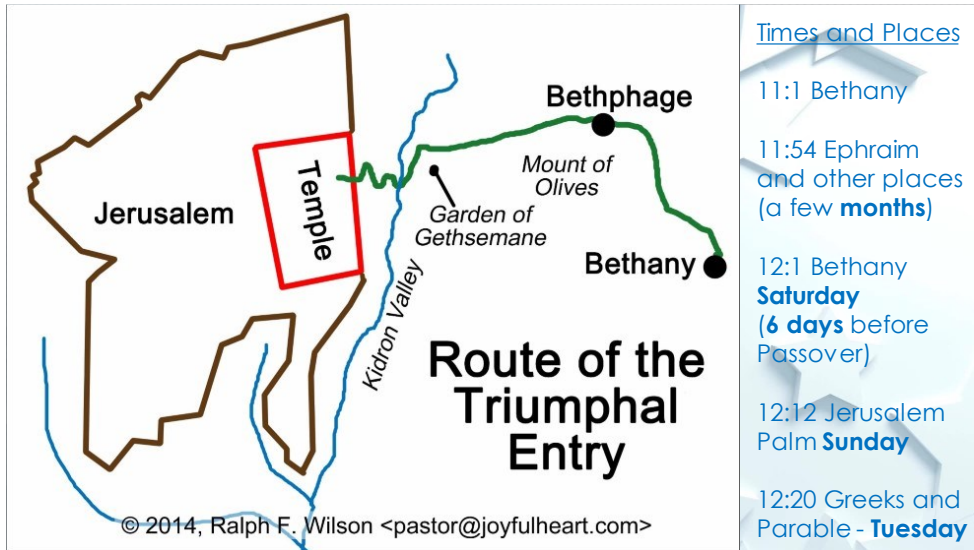 Bethphage
Mount of
Olives
Temple
Jerusalem
Garden of
Gethsemane
Bethany
Kidron Valley
Route of the
Triumphal
Entry
© 2014, Ralph F. Wilson <pastor@joyfulheart.com>
Times and Places
11:1 Bethany
11:54 Ephraim
and other places
(a few months)
12:1 Bethany
Saturday
(6 days before
Passover)
12:12 Jerusalem
Palm Sunday
12:20 Greeks and
Parable - Tuesday